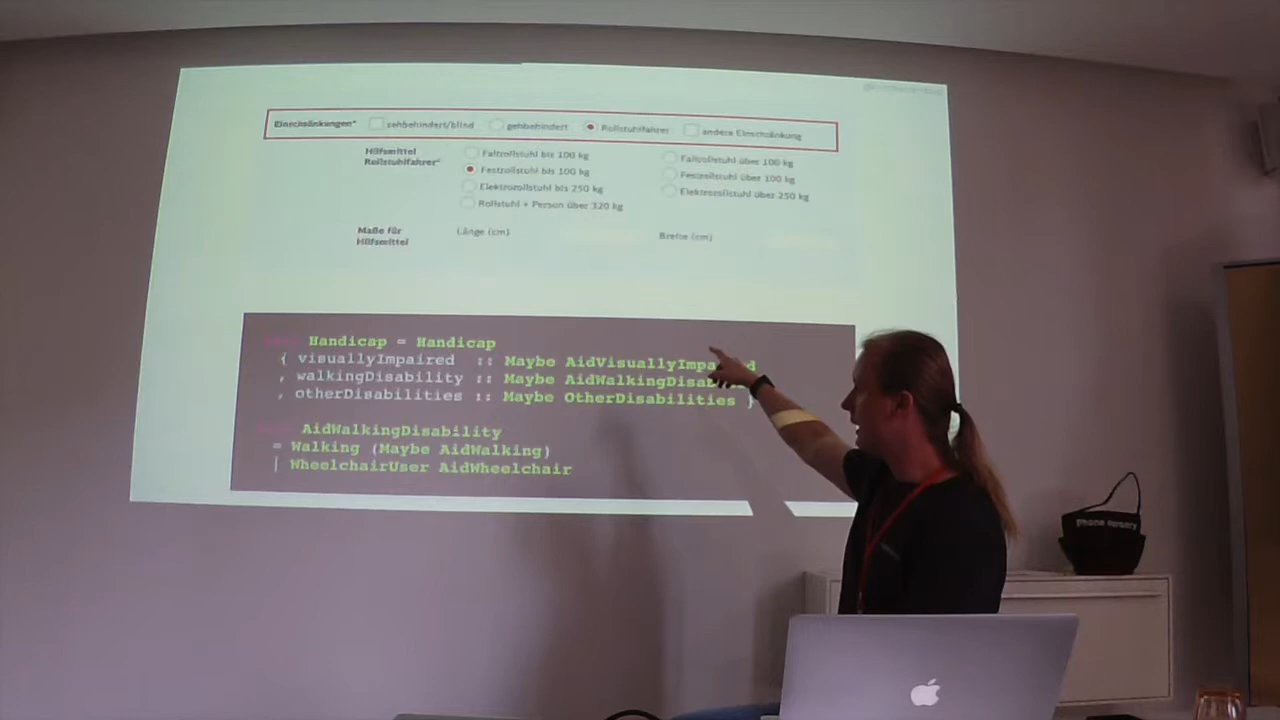 Einschränkungen* sehbehindert/blind gehbehindert Rollstuhlfahrer andere Einschränkung
Hilfsmittel Rollstuhlfahrer*
Faltrollstuhl bis 100 kg Faltrollstuhl über 100 kg
Festrollstuhl bis 100 kg Festrollstuhl über 100 kg
Elektrorollstuhl bis 250 kg Elektrorollstuhl über 250 kg
Rollstuhl + Person über 320 kg
Maße für Hilfsmittel
Länge (cm) Breite (cm)
Handicap = Handicap
{ visuallyImpaired :: Maybe AidVisuallyImpaired
, walkingDisability :: Maybe AidWalkingDisab
, otherDisabilities :: Maybe OtherDisabilities }
AidWalkingDisability
= Walking (Maybe AidWalking)
| WheelchairUser AidWheelchair
Phone Nursery